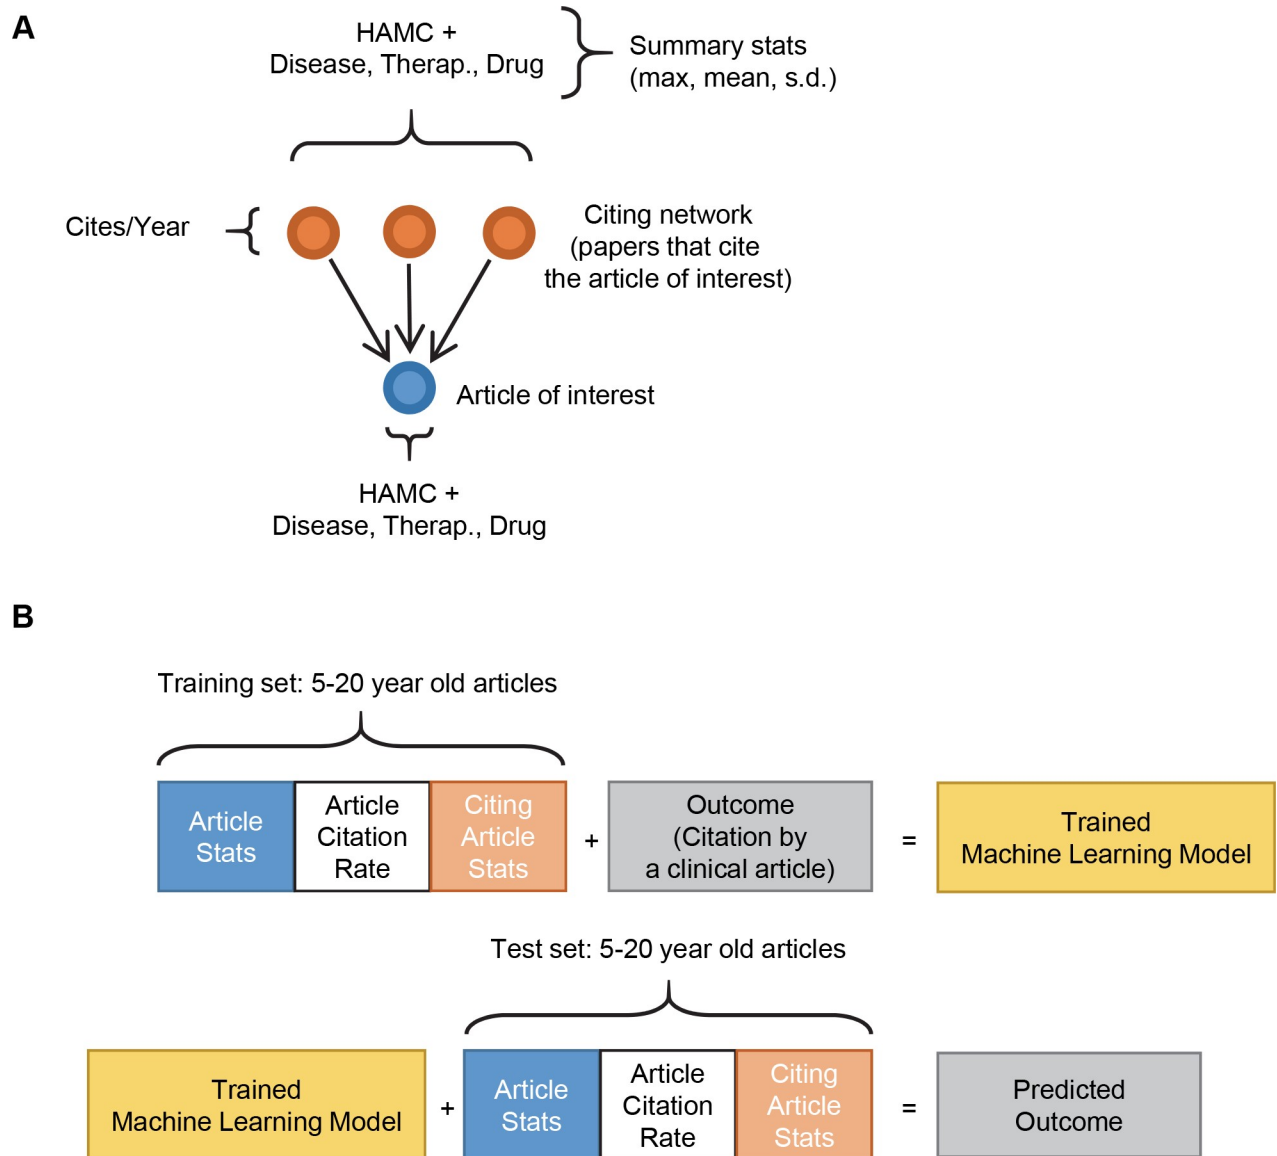 A
HAMC +
Disease, Therap., Drug
Summary stats
(max, mean, s.d.)
Cites/Year
Citing network
(papers that cite
the article of interest)
Article of interest
HAMC +
Disease, Therap., Drug
B
Training set: 5-20 year old articles
Article
Stats
Article
Citation
Rate
Citing
Article
Stats
+
Outcome
(Citation by
a clinical article)
=
Trained
Machine Learning Model
Test set: 5-20 year old articles
Trained
Machine Learning Model
+
Article
Stats
Article
Citation
Rate
Citing
Article
Stats
=
Predicted
Outcome